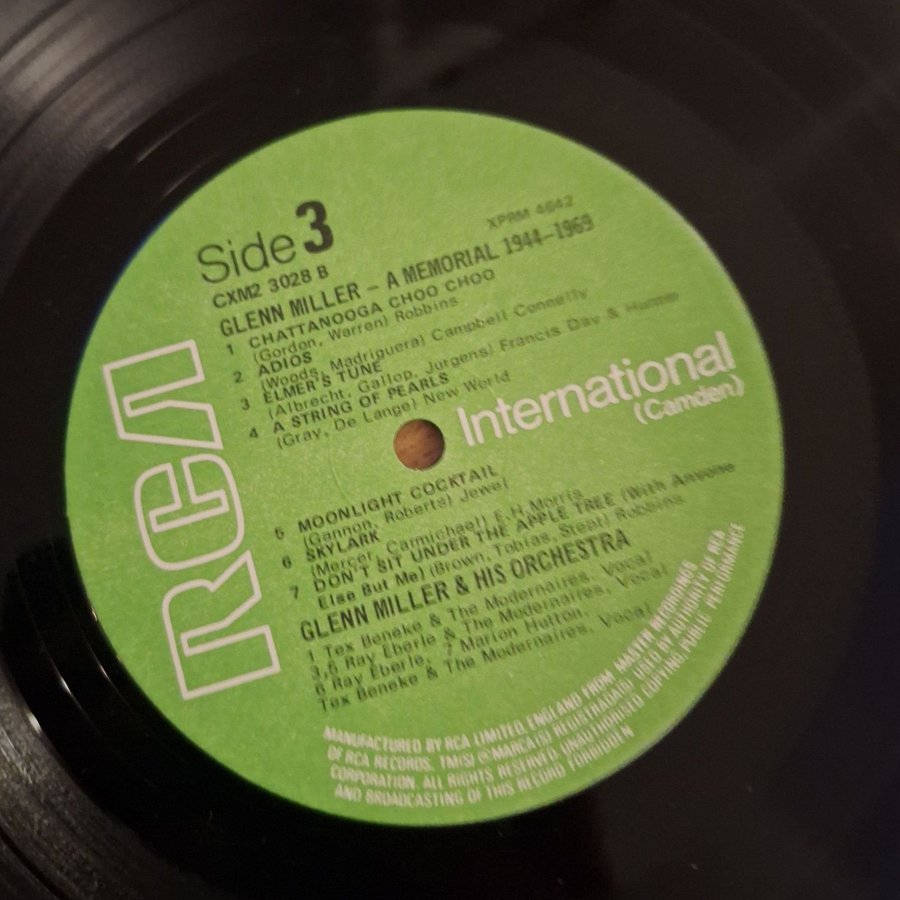 RCA
Side 3
XPRM 4642
CXM2 3028 B
GLENN MILLER – A MEMORIAL 1944–1969
1 CHATTANOOGA CHOO CHOO
(Gordon, Warren) Robbins
2 ADIOS
(Woods, Madriguera) Campbell Connelly
3 ELMER'S TUNE
(Albrecht, Gallop, Jurgens) Francis Day & Hunter
4 A STRING OF PEARLS
(Gray, De Lange) New World
International
(Camden)
5 MOONLIGHT COCKTAIL
(Gannon, Roberts) Jewel
6 SKYLARK
(Mercer, Carmichael) E.H. Morris
7 DON'T SIT UNDER THE APPLE TREE (With Anyone
Else But Me) (Brown, Tobias, Stept) Robbins
GLENN MILLER & HIS ORCHESTRA
1 Tex Beneke & The Modernaires, Vocal
3,5 Ray Eberle & The Modernaires, Vocal
6 Ray Eberle, 7 Marion Hutton,
Tex Beneke & The Modernaires, Vocal
MANUFACTURED BY RCA LIMITED, ENGLAND FROM MASTER RECORDINGS
OF RCA RECORDS. TM(S) ® MARCA(S) REGISTRADA(S). USED BY AUTHORITY OF RCA
CORPORATION. ALL RIGHTS RESERVED. UNAUTHORISED COPYING, PUBLIC PERFORMANCE
AND BROADCASTING OF THIS RECORD FORBIDDEN